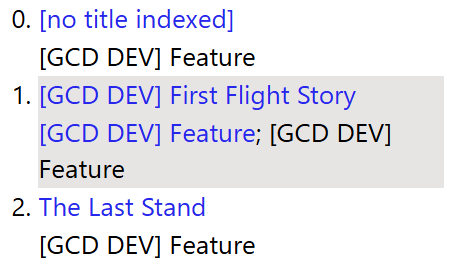 0. [no title indexed]
[GCD DEV] Feature
1. [GCD DEV] First Flight Story
[GCD DEV] Feature; [GCD DEV]
Feature
2. The Last Stand
[GCD DEV] Feature